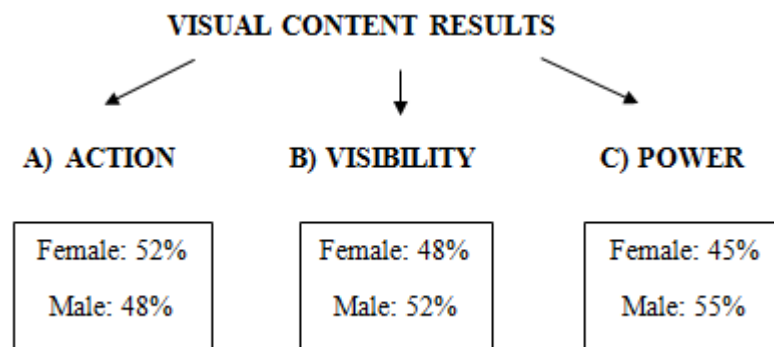 VISUAL CONTENT RESULTS
A) ACTION
B) VISIBILITY
C) POWER
Female: 52%
Male: 48%
Female: 48%
Male: 52%
Female: 45%
Male: 55%